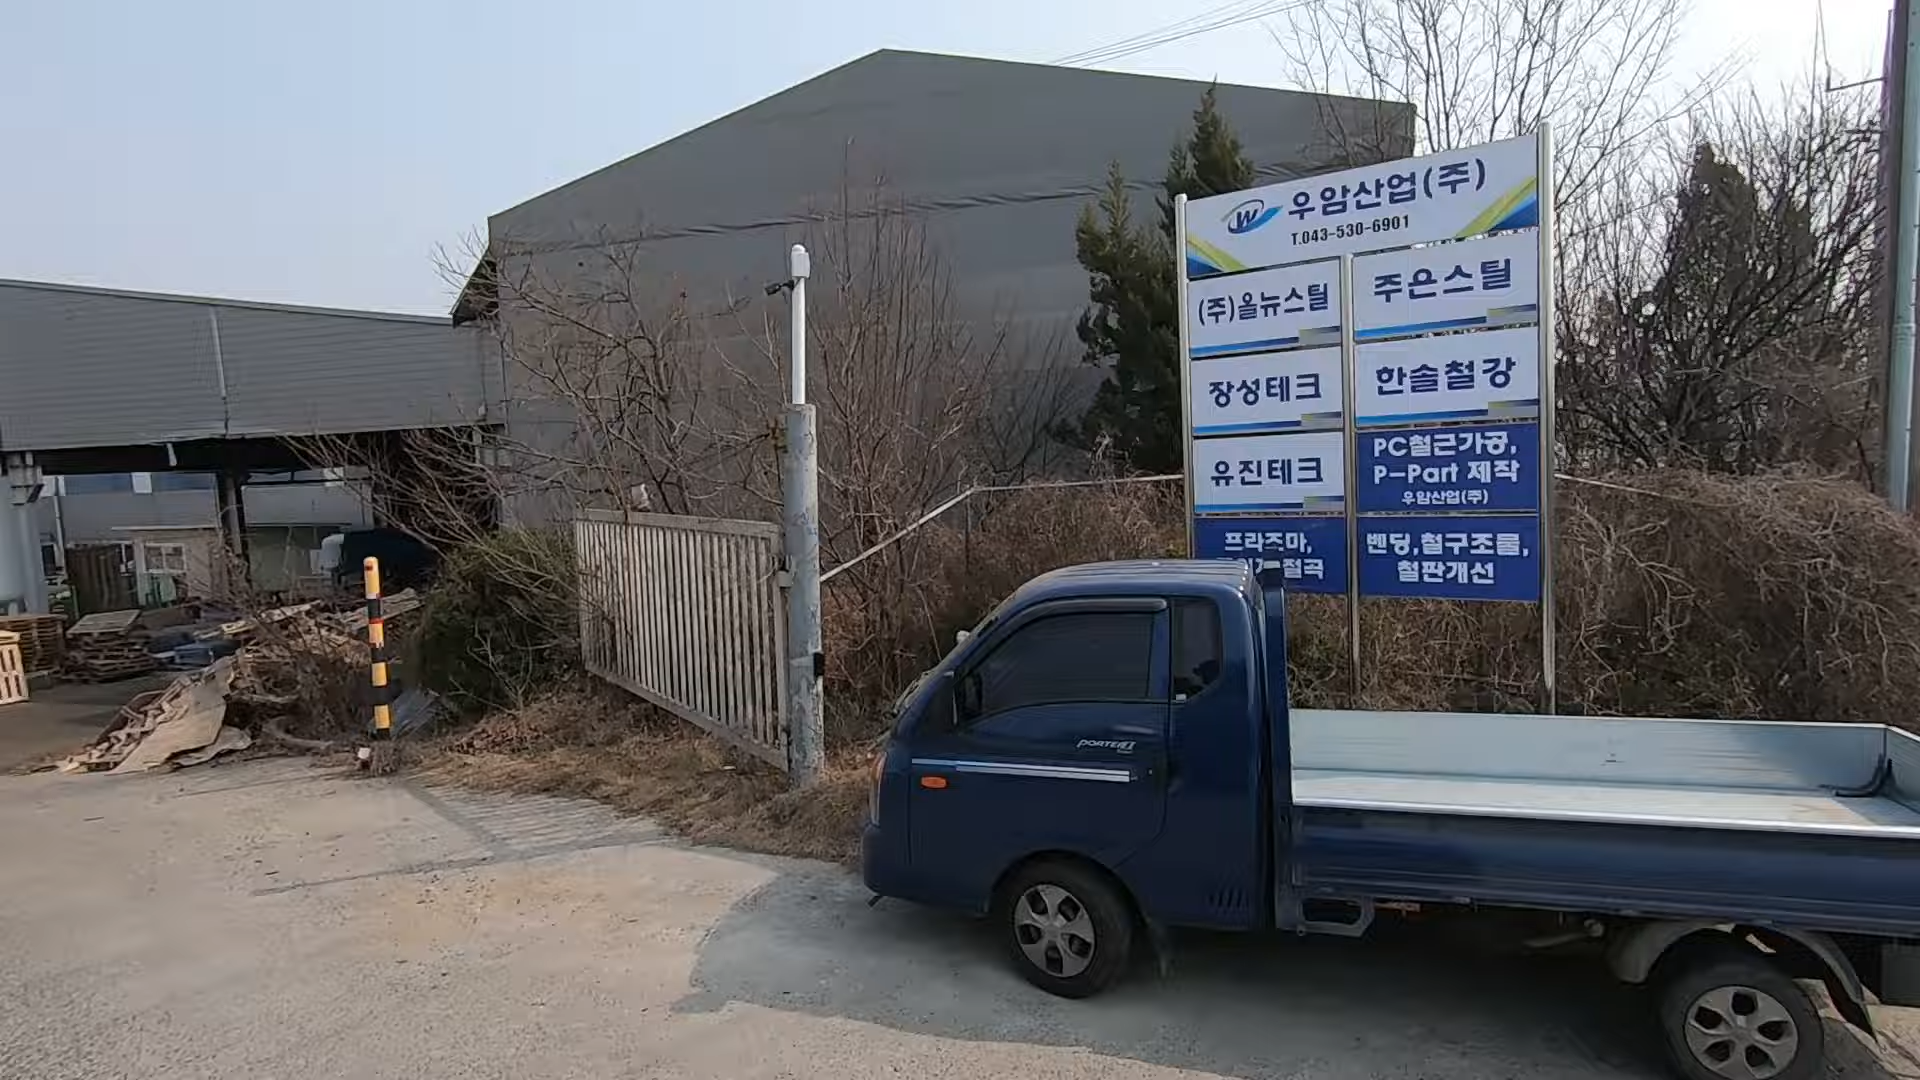 W 우암산업(주)
T.043-530-6901
(주)올뉴스틸
주은스틸
장성테크
한솔철강
유진테크
PC철근가공,
P-Part 제작
우암산업(주)
프라즈마,
절곡
벤딩,철구조물,
철판개선
PORTER II